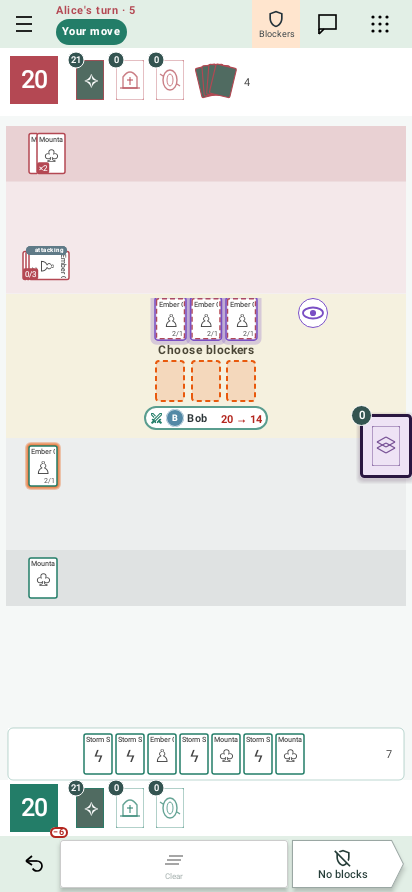 Alice's turn · 5
Your move
Blockers
20
21
0
0
4
Mounta
×2
attacking
0/3
Ember (
Ember (
Ember (
2/1
2/1
2/1
Choose blockers
B Bob 20 → 14
0
Ember (
2/1
Mounta
Storm S
Storm S
Ember (
Storm S
Mounta
Storm S
Mounta
7
20
21
0
0
-6
Clear
No blocks